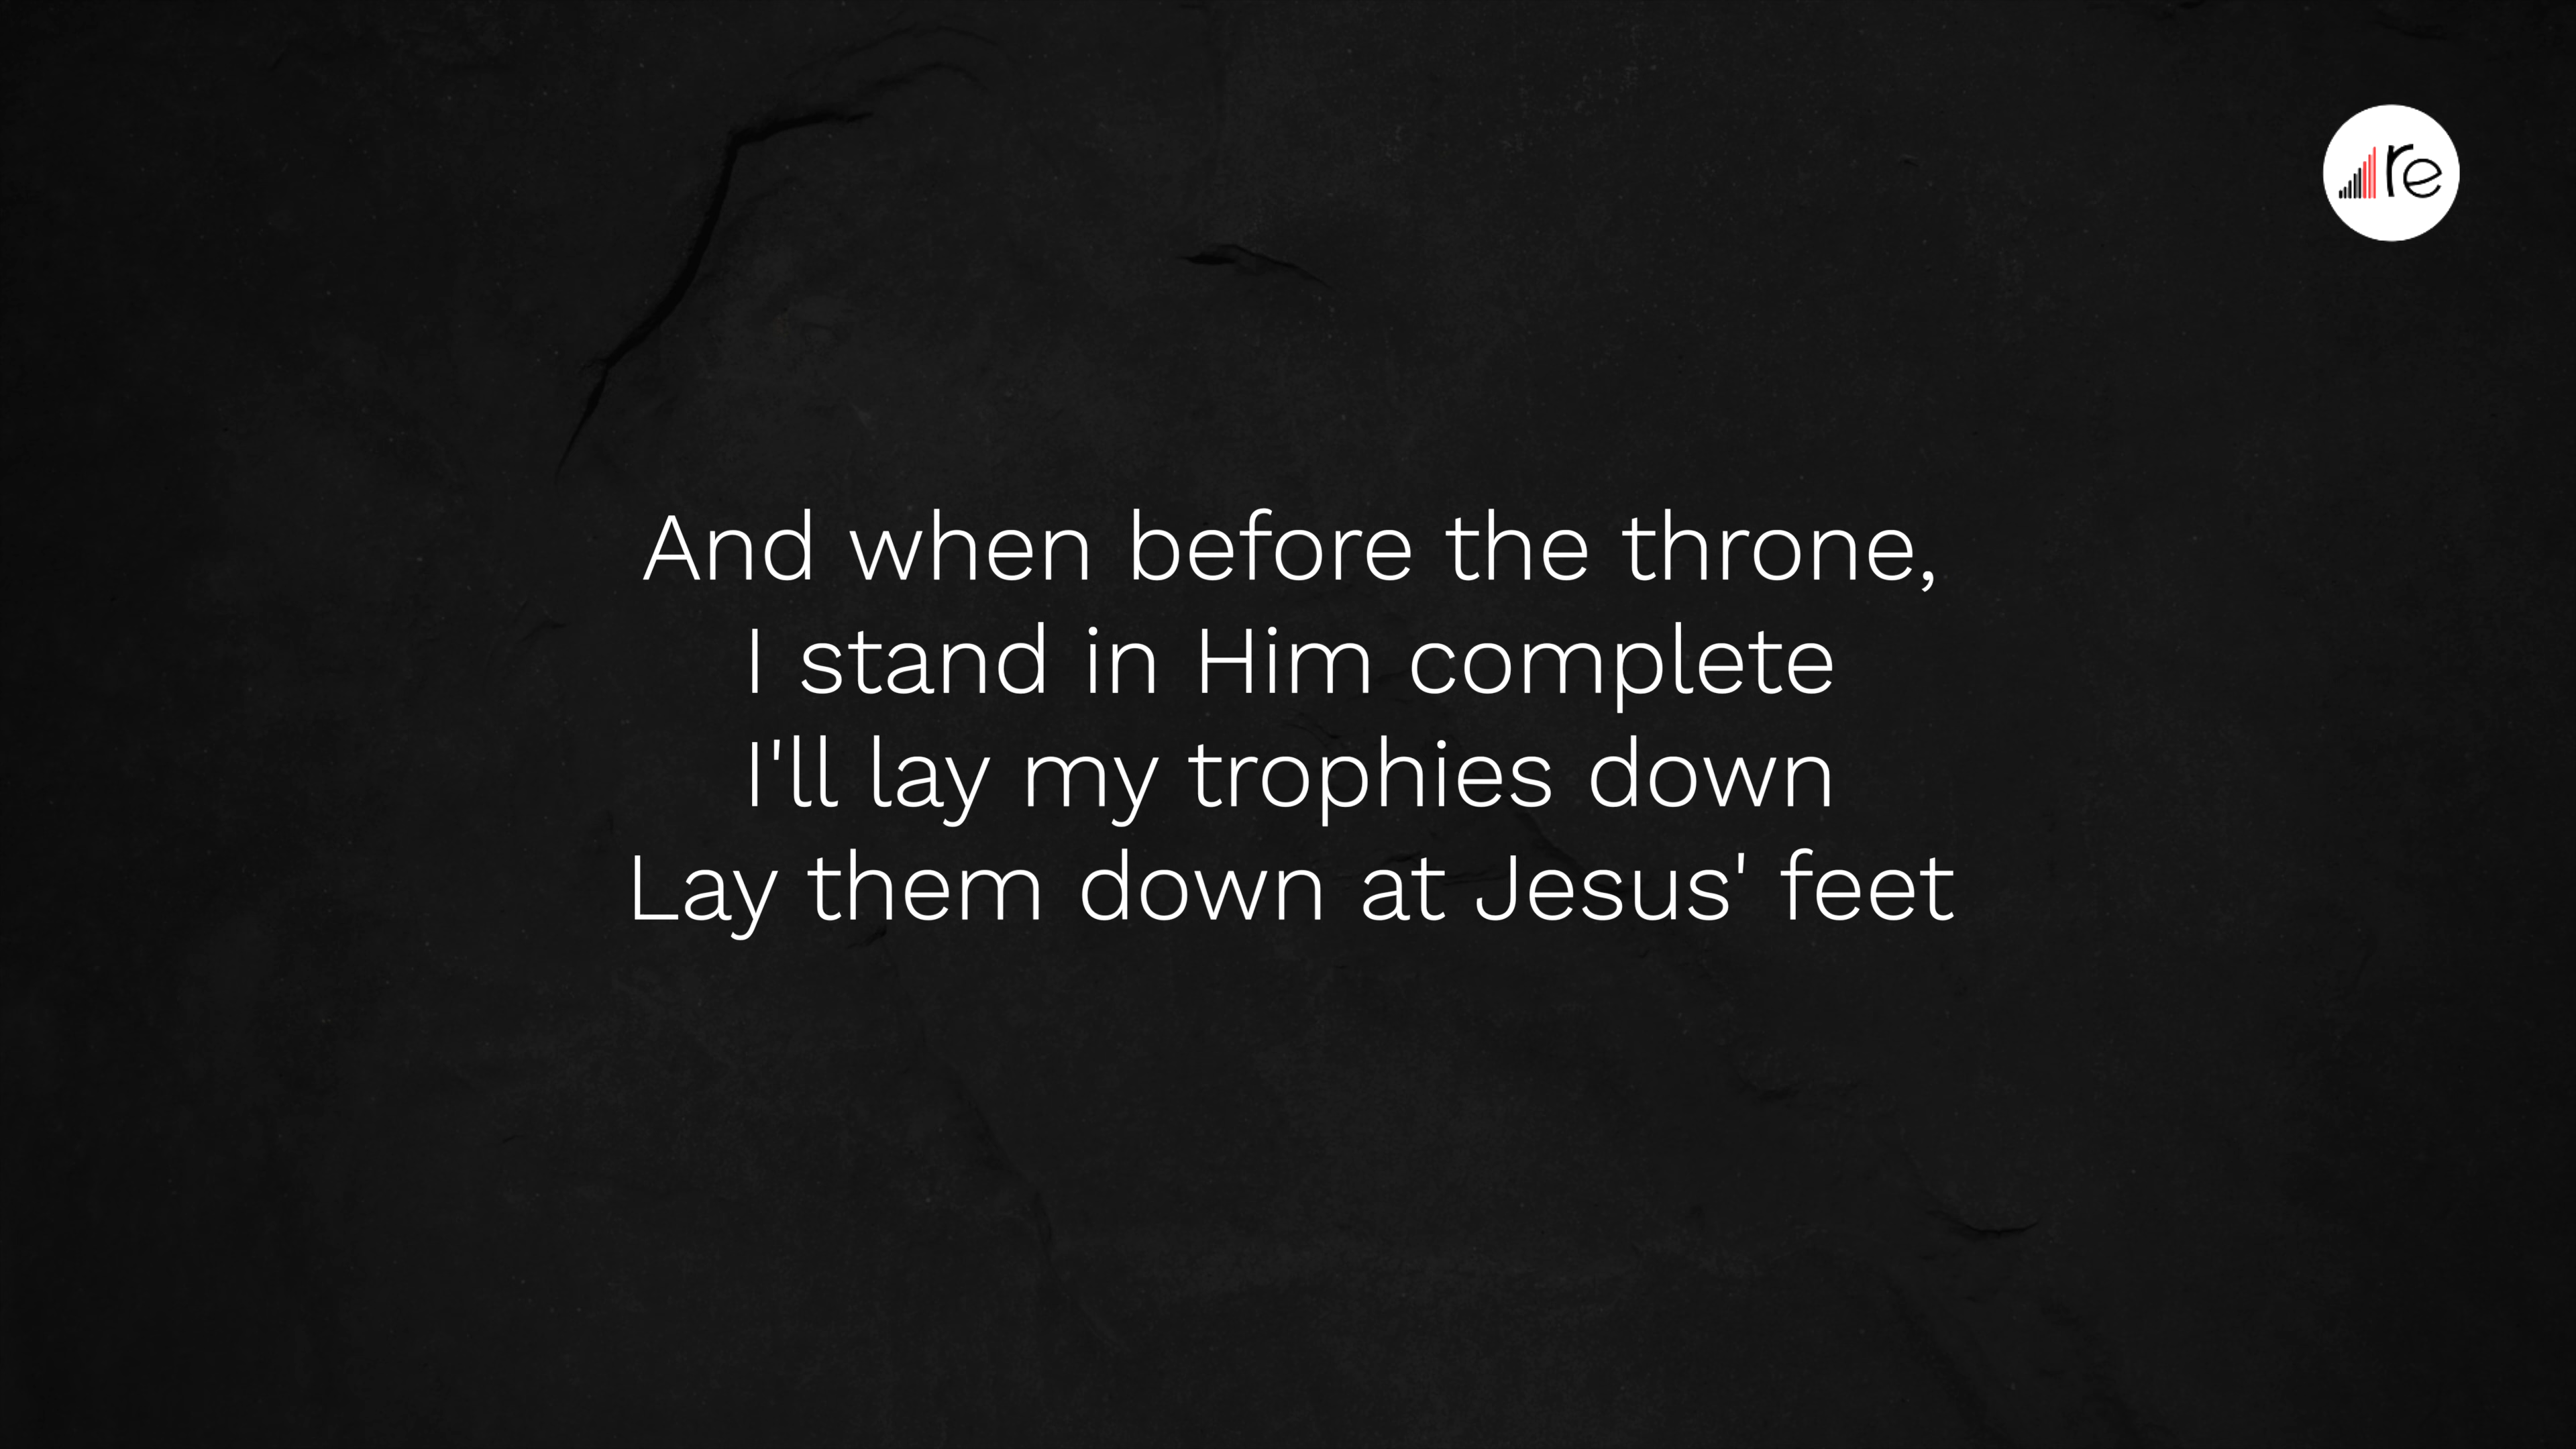 re
And when before the throne,
I stand in Him complete
I'll lay my trophies down
Lay them down at Jesus' feet